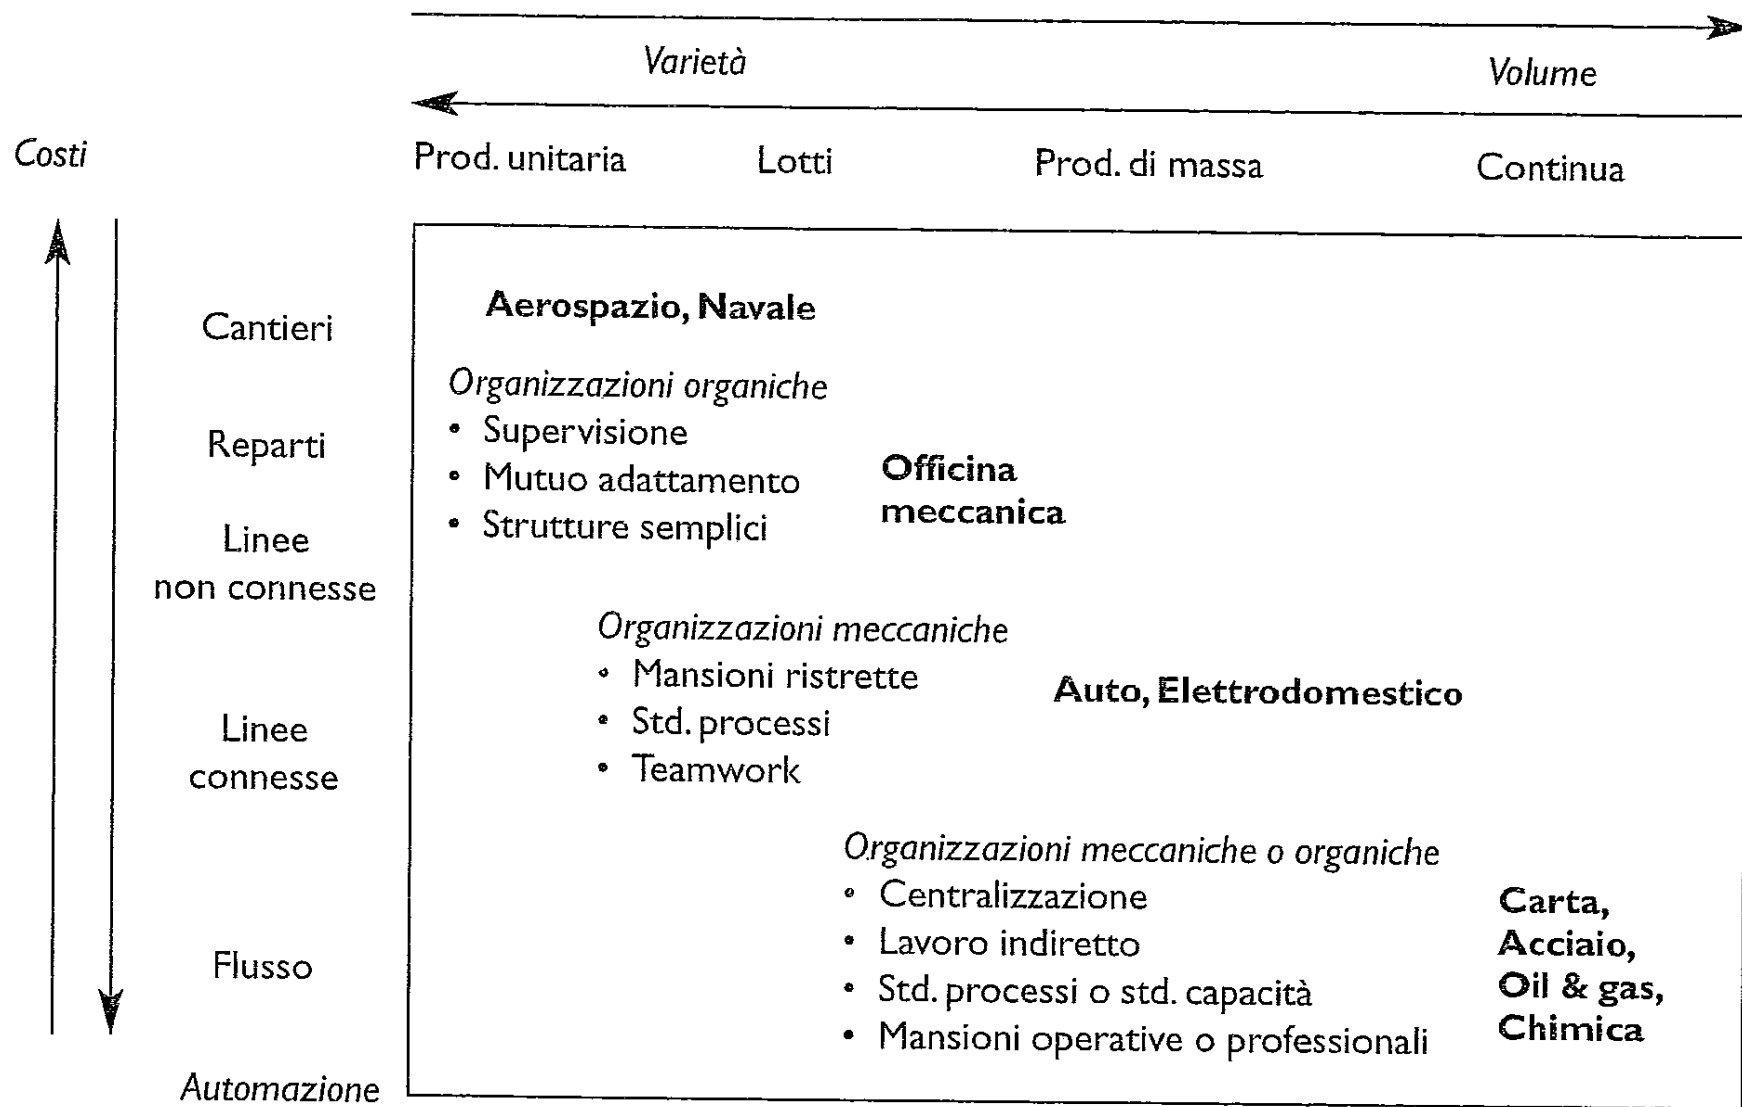 Varietà
Volume
Costi
Prod. unitaria
Lotti
Prod. di massa
Continua
Cantieri
Aerospazio, Navale
Organizzazioni organiche
Reparti
• Supervisione
• Mutuo adattamento
• Strutture semplici
Officina
meccanica
Linee
non connesse
Organizzazioni meccaniche
• Mansioni ristrette
• Std. processi
• Teamwork
Auto, Elettrodomestico
Linee
connesse
Organizzazioni meccaniche o organiche
• Centralizzazione
• Lavoro indiretto
• Std. processi o std. capacità
• Mansioni operative o professionali
Carta,
Acciaio,
Oil & gas,
Chimica
Flusso
Automazione